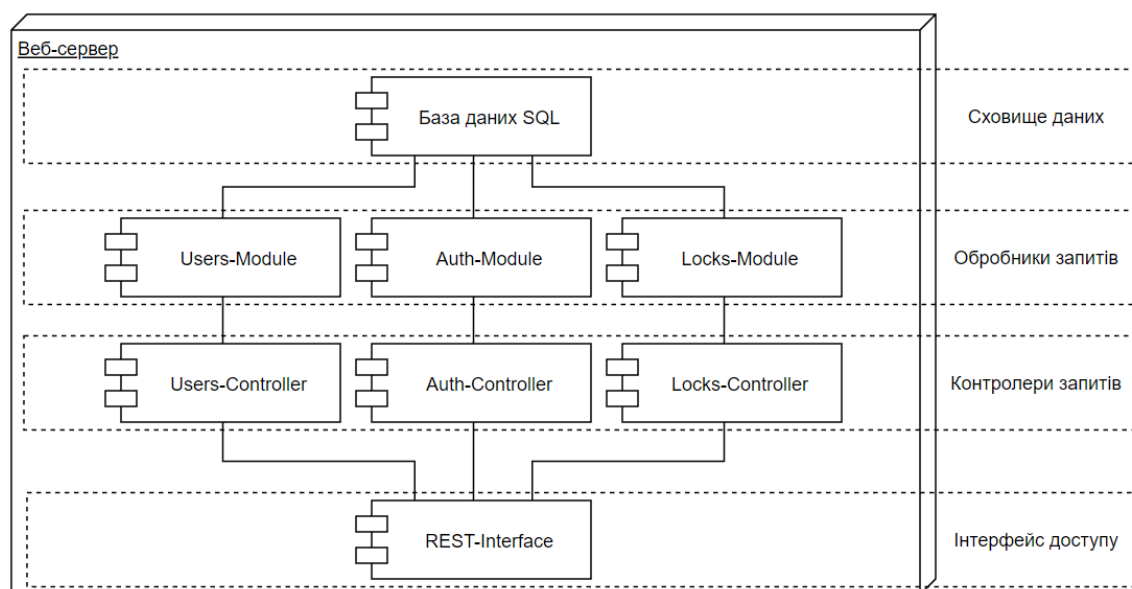 Веб-сервер
База даних SQL
Сховище даних
Users-Module
Auth-Module
Locks-Module
Обробники запитів
Users-Controller
Auth-Controller
Locks-Controller
Контролери запитів
REST-Interface
Інтерфейс доступу